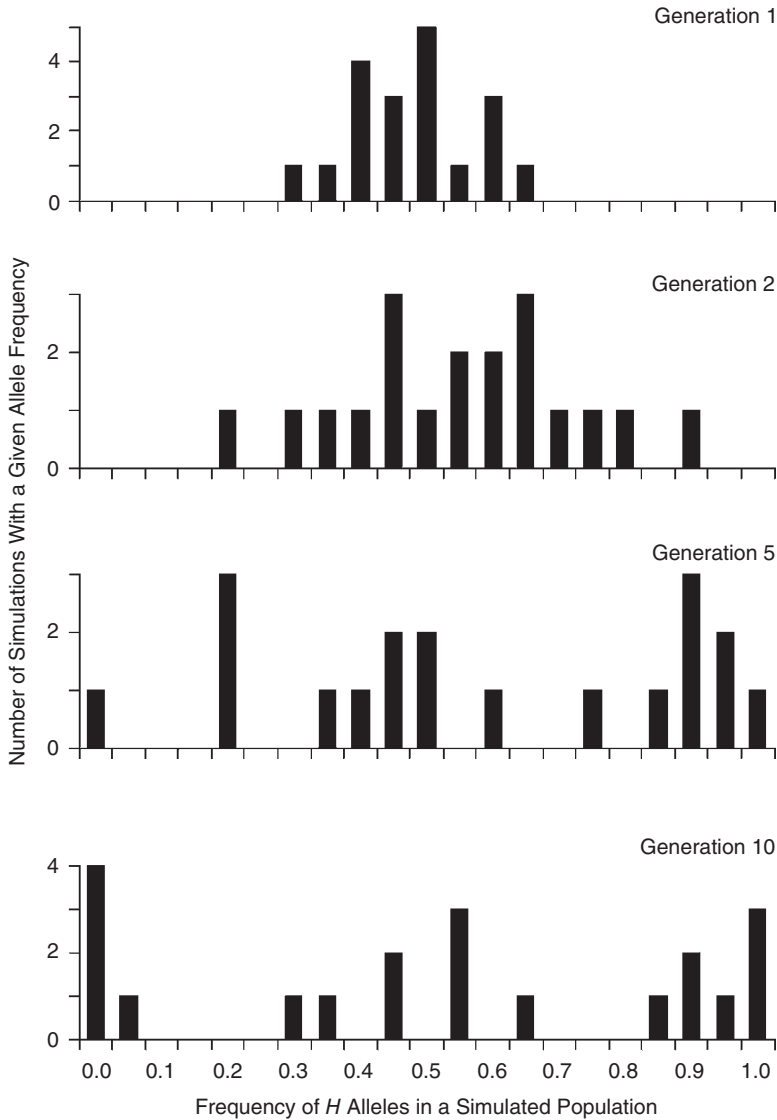 Generation 1
4
2
0
Generation 2
2
0
Number of Simulations With a Given Allele Frequency
Generation 5
2
0
Generation 10
4
2
0
0.0 0.1 0.2 0.3 0.4 0.5 0.6 0.7 0.8 0.9 1.0
Frequency of H Alleles in a Simulated Population